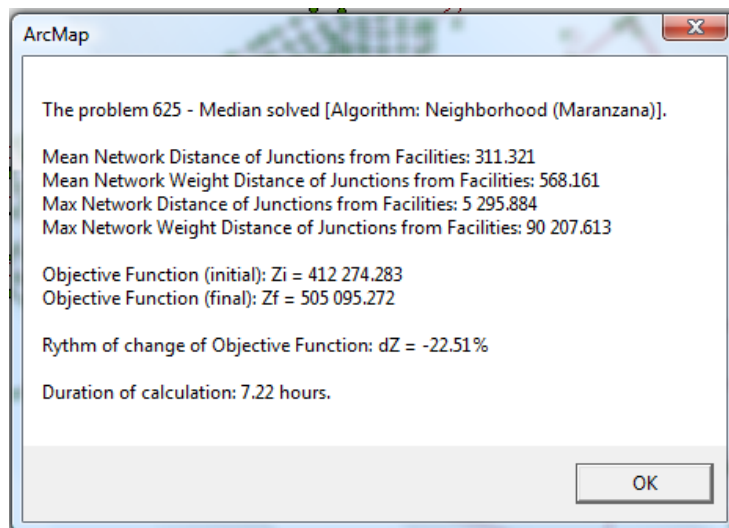 ArcMap
The problem 625 - Median solved [Algorithm: Neighborhood (Maranzana)].
Mean Network Distance of Junctions from Facilities: 311.321
Mean Network Weight Distance of Junctions from Facilities: 568.161
Max Network Distance of Junctions from Facilities: 5 295.884
Max Network Weight Distance of Junctions from Facilities: 90 207.613
Objective Function (initial): Zi = 412 274.283
Objective Function (final): Zf = 505 095.272
Rythm of change of Objective Function: dZ = -22.51%
Duration of calculation: 7.22 hours.
OK